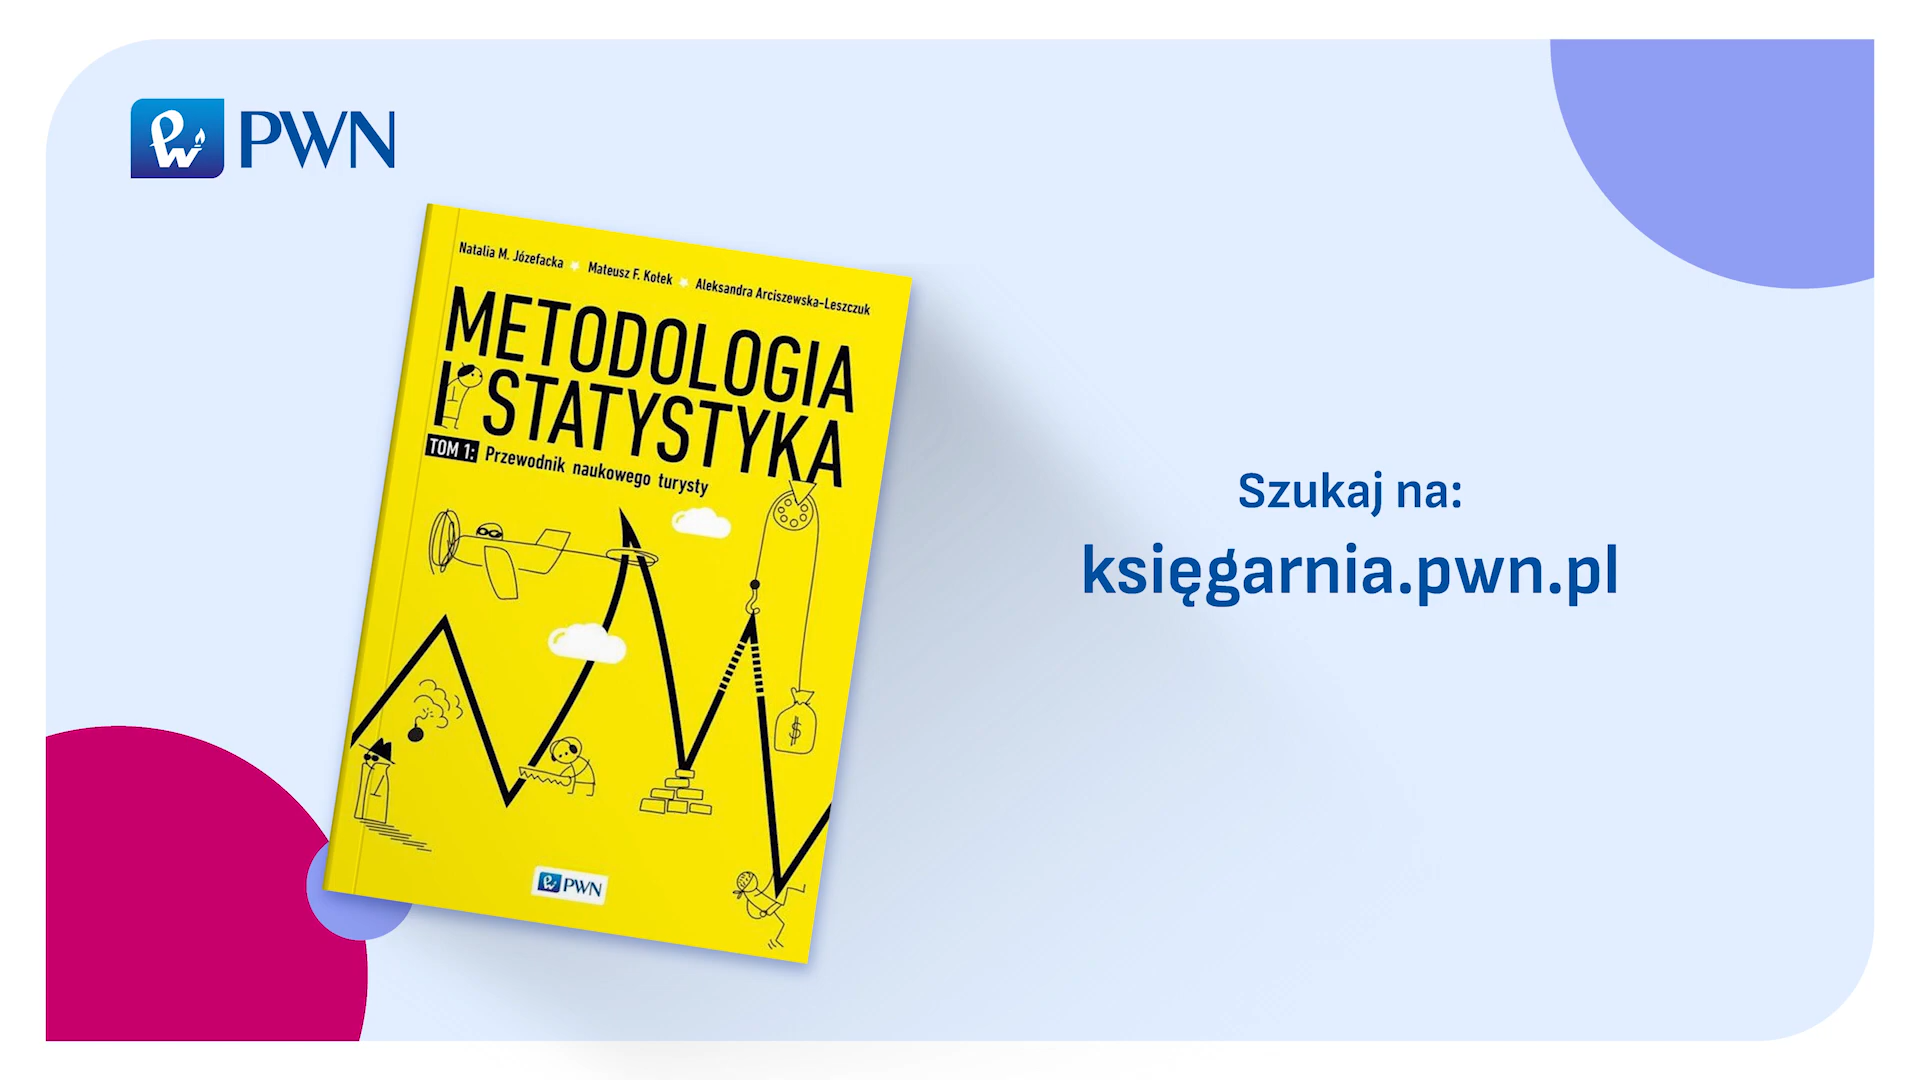 PWN
Natalia M. Józefacka ★ Mateusz F. Kołek ★ Aleksandra Arciszewska-Leszczuk
METODOLOGIA
I STATYSTYKA
TOM 1: Przewodnik naukowego turysty
$
PWN
Szukaj na:
księgarnia.pwn.pl